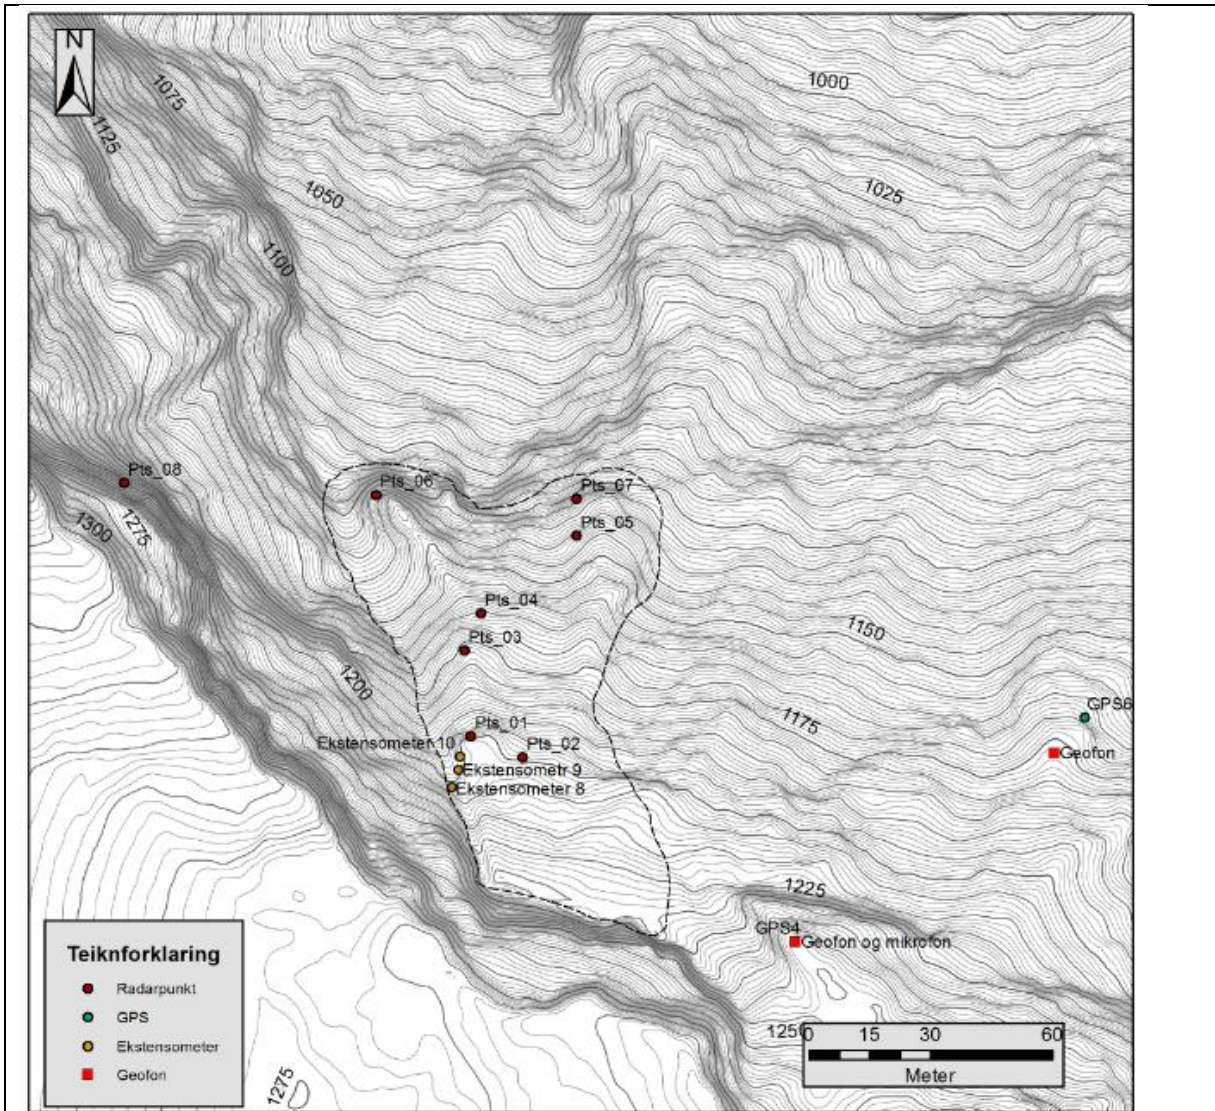 N
1000
1075
1125
1025
1050
1100
Pts_08
Pts_06
Pts_07
1275
1300
Pts_05
Pts_04
1150
Pts_03
1200
GPS6
1175
Pts_01
Ekstensometer 10
Pts_02
Geofon
Ekstensometr 9
Ekstensometer 8
1225
GPS4
Geofon og mikrofon
Teiknforklaring
Radarpunkt
GPS
Ekstensometer
Geofon
1250
0 15 30 60
Meter
1275